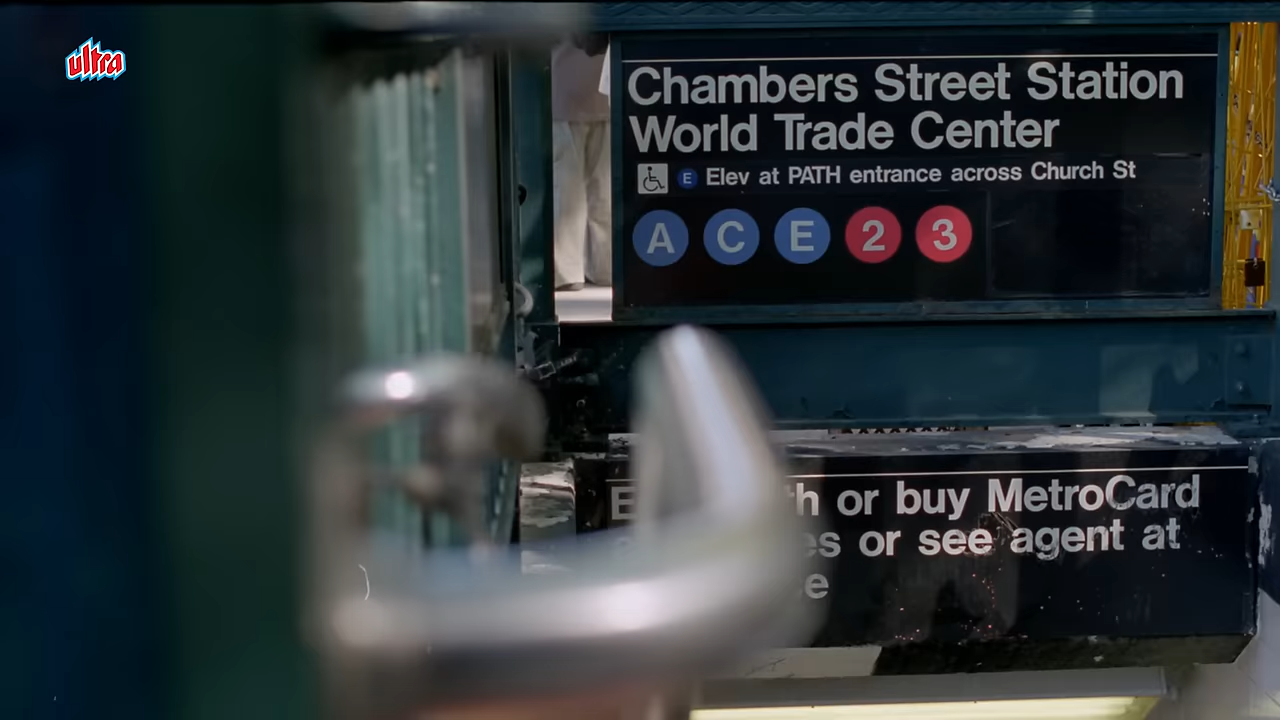 ultra
Chambers Street Station
World Trade Center
E Elev at PATH entrance across Church St
A C E 2 3
or buy MetroCard
or see agent at